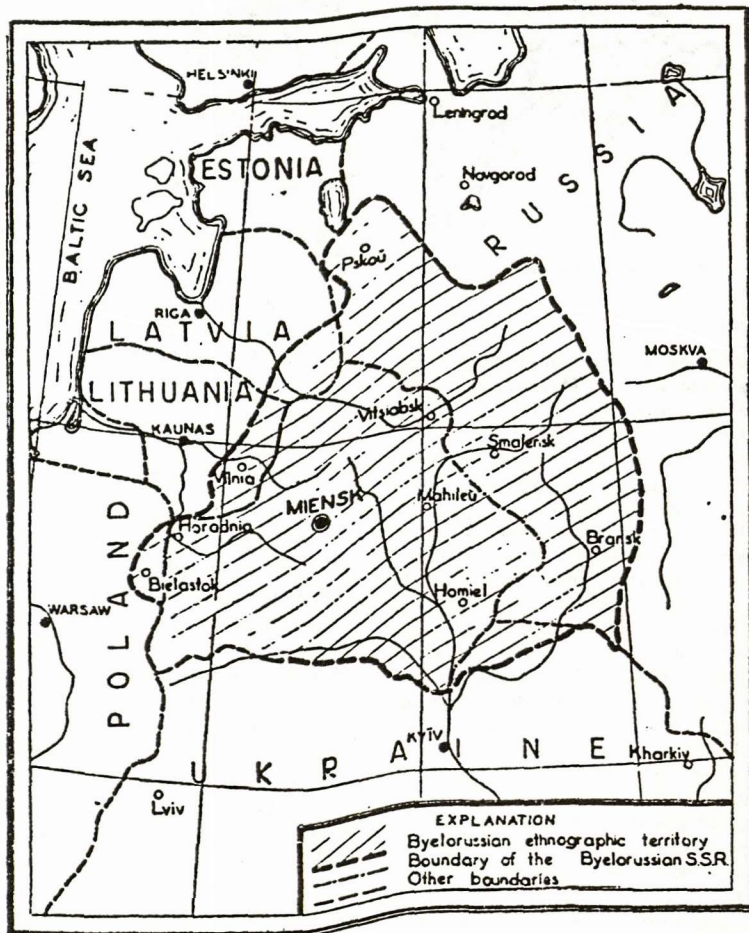 HELSINKI
Leningrad
ESTONIA
Novgorod
RUSSIA
BALTIC SEA
Pskoŭ
RIGA
LATVIA
MOSKVA
LITHUANIA
Vitsiabsk
KAUNAS
Smalensk
Vilnia
MIENSK
Mahileŭ
Horadnia
Bransk
Bielastok
Homiel
WARSAW
POLAND
KYÏV
UKRAINE
Kharkiv
Lviv
EXPLANATION
Byelorussian ethnographic territory
Boundary of the Byelorussian S.S.R
Other boundaries